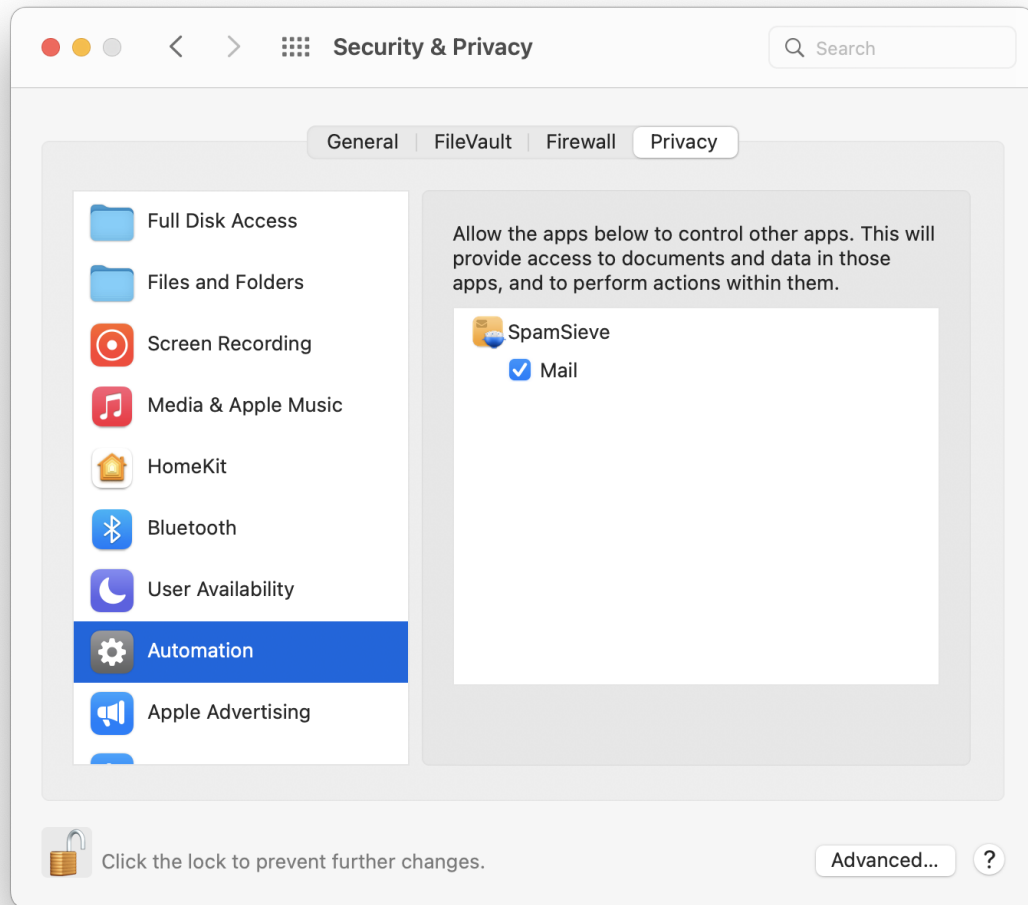 Security & Privacy
Search
General
FileVault
Firewall
Privacy
Full Disk Access
Files and Folders
Screen Recording
Media & Apple Music
HomeKit
Bluetooth
User Availability
Automation
Apple Advertising
Allow the apps below to control other apps. This will
provide access to documents and data in those
apps, and to perform actions within them.
SpamSieve
Mail
Click the lock to prevent further changes.
Advanced...
?